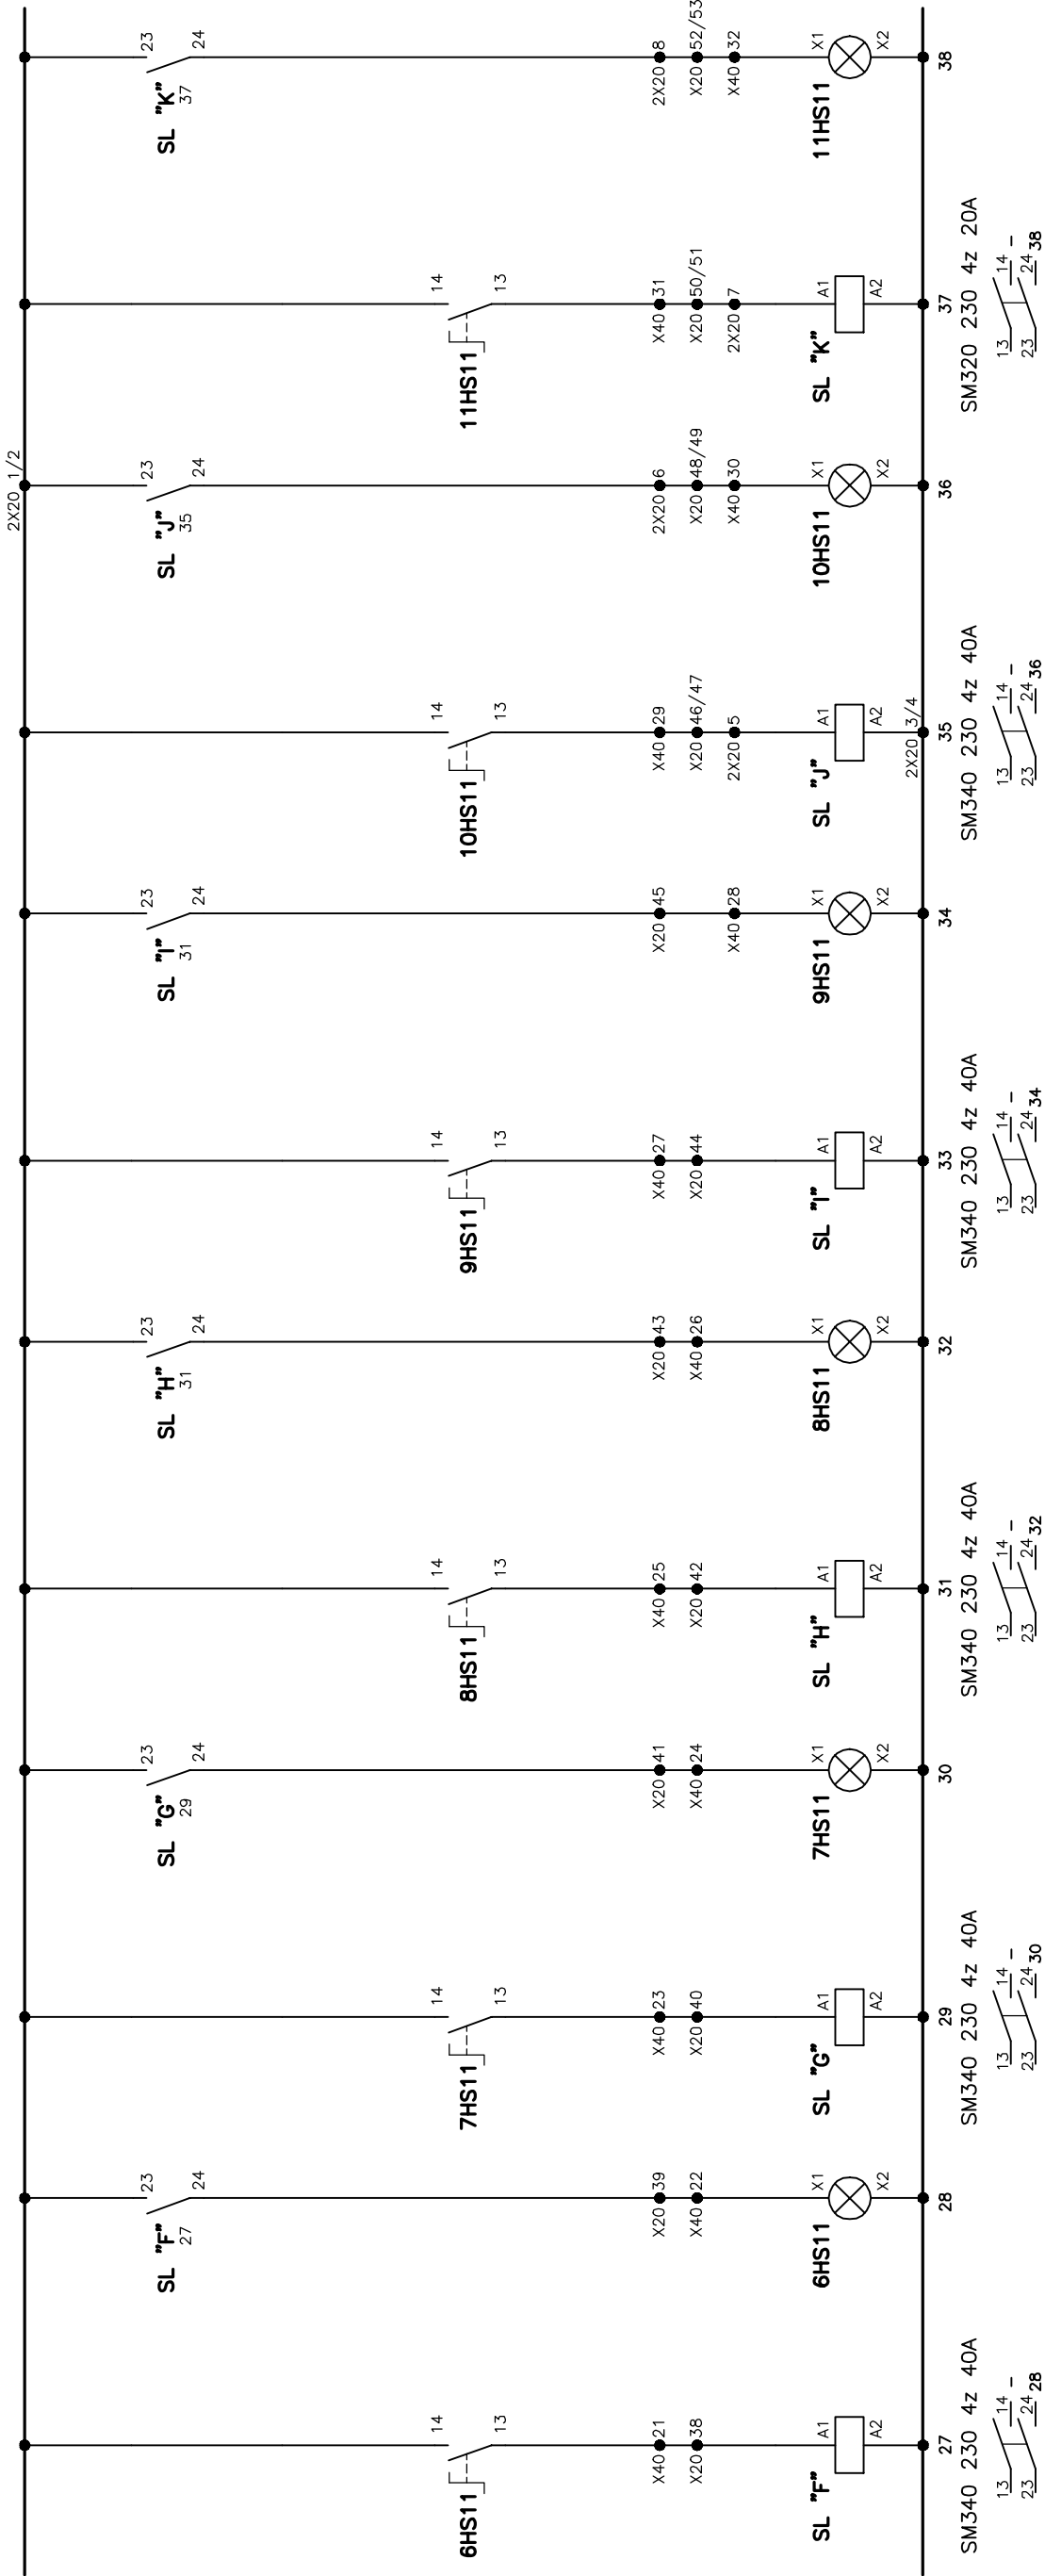 2X20 1/2
14
13
6HS11
X40 21
X20 38
A1
A2
SL "F"
27
SM340 230 4z 40A
13 14 –
23 24 28
23
24
SL "F"
27
X20 39
X40 22
X1
X2
6HS11
28
14
13
7HS11
X40 23
X20 40
A1
A2
SL "G"
29
SM340 230 4z 40A
13 14 –
23 24 30
23
24
SL "G"
29
X20 41
X40 24
X1
X2
7HS11
30
14
13
8HS11
X40 25
X20 42
A1
A2
SL "H"
31
SM340 230 4z 40A
13 14 –
23 24 32
23
24
SL "H"
31
X20 43
X40 26
X1
X2
8HS11
32
14
13
9HS11
X40 27
X20 44
A1
A2
SL "I"
33
SM340 230 4z 40A
13 14 –
23 24 34
23
24
SL "I"
31
X20 45
X40 28
X1
X2
9HS11
34
14
13
10HS11
X40 29
X20 46/47
2X20 5
A1
A2
SL "J"
2X20 3/4
35
SM340 230 4z 40A
13 14 –
23 24 36
23
24
SL "J"
35
2X20 6
X20 48/49
X40 30
X1
X2
10HS11
36
14
13
11HS11
X40 31
X20 50/51
2X20 7
A1
A2
SL "K"
37
SM320 230 4z 20A
13 14 –
23 24 38
23
24
SL "K"
37
2X20 8
X20 52/53
X40 32
X1
X2
11HS11
38